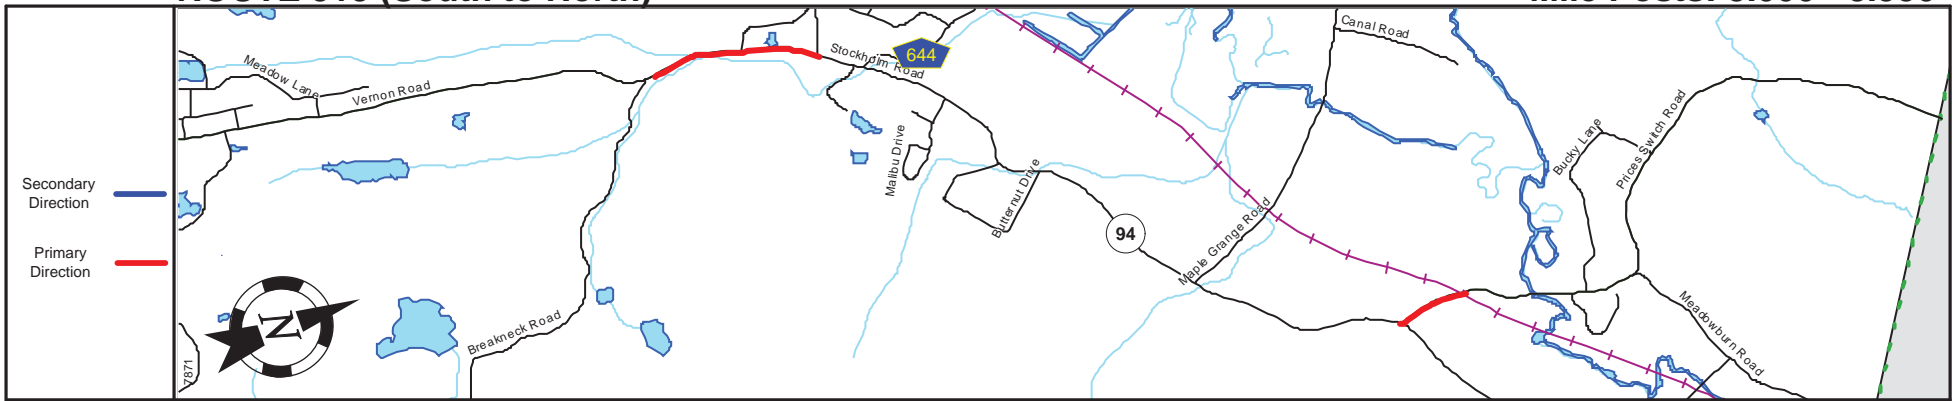 Secondary
Direction
Primary
Direction
Meadow Lane
Vernon Road
Stockholm Road
644
Canal Road
Malibu Drive
Butternut Drive
94
Maple Grange Road
Bucky Lane
Prices Switch Road
Meadowburn Road
Breakneck Road
7871
N